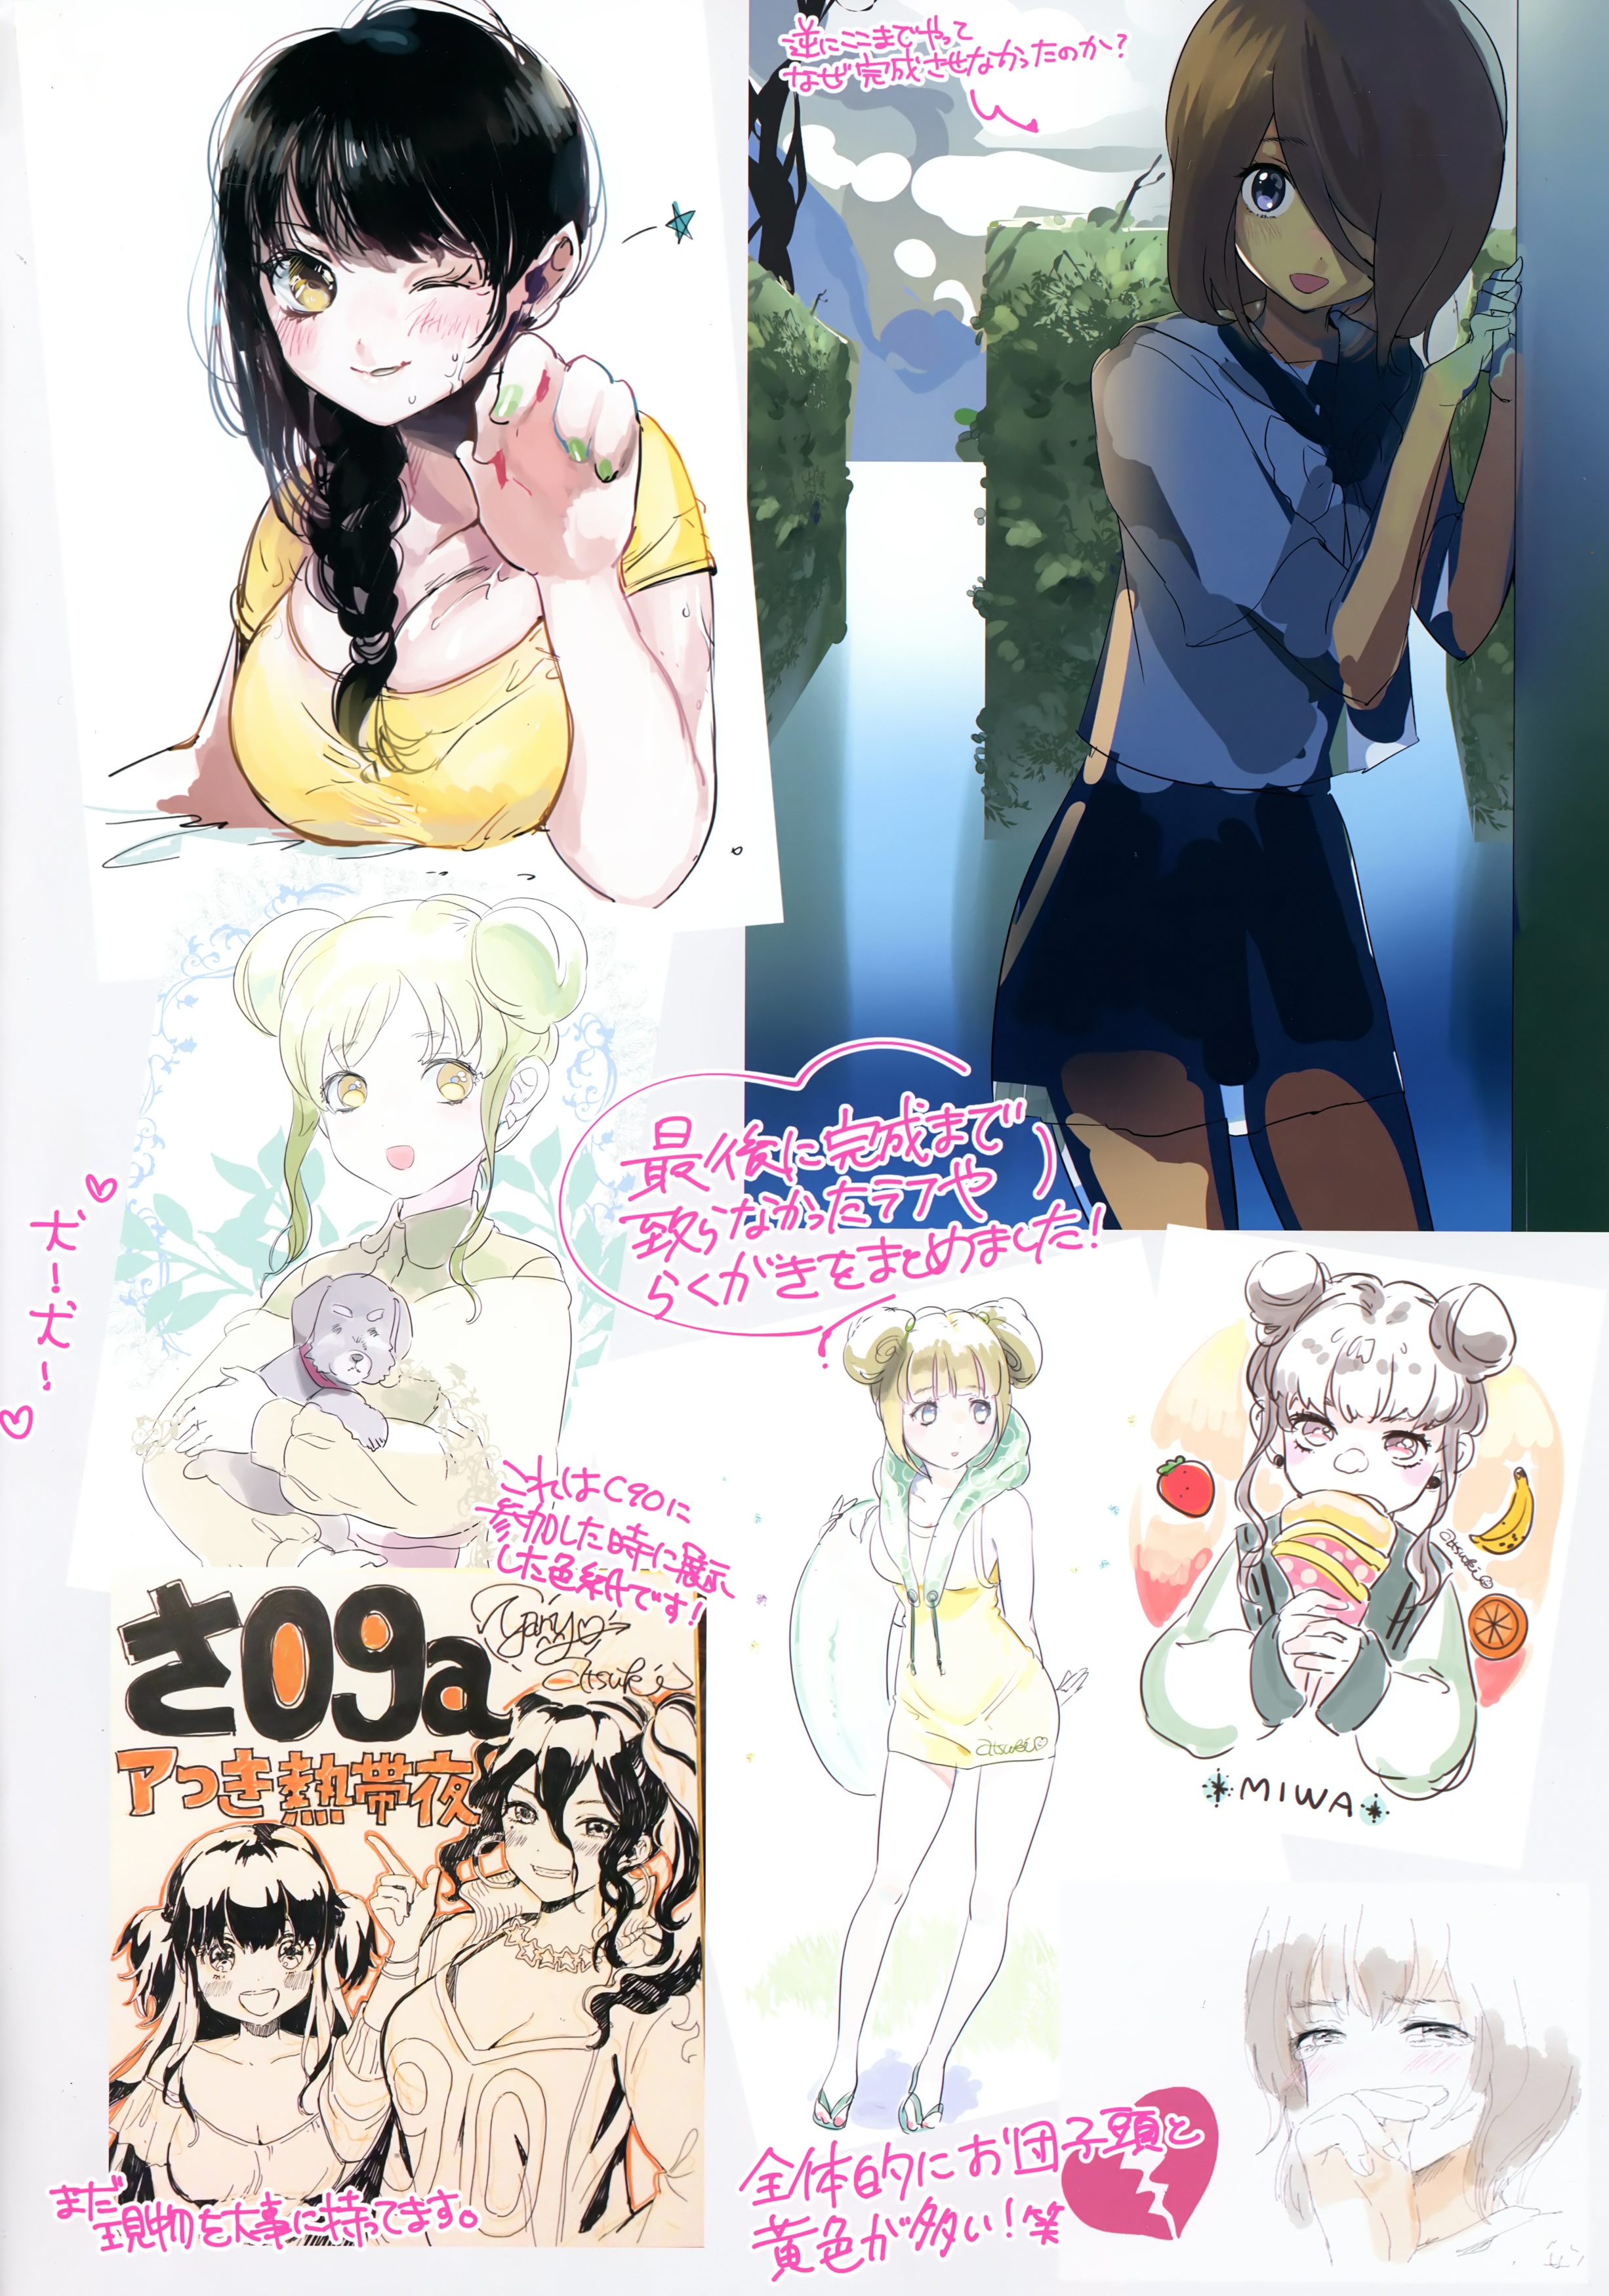 逆にここまでやって
なぜ完成させなかったのか?
最後に完成まで
至らなかったラフや
らくがきをまとめました!
犬!犬!
これはC90に
参加した時に展示
した色紙です!
さ09a
atsuki
アつき熱帯夜
まだ
現物を大事に持ってます。
atsuki
atsuki
MIWA
全体的にお団子頭と
黄色が多い!笑